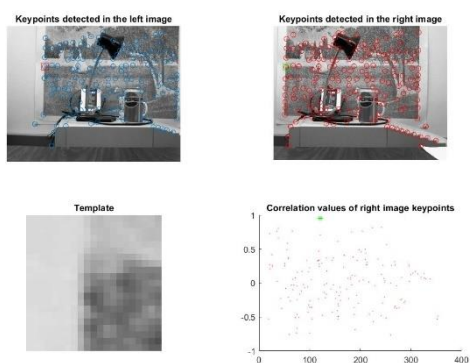 Keypoints detected in the left image
Keypoints detected in the right image
Template
Correlation values of right image keypoints
1
0.5
0
-0.5
-1
0 100 200 300 400